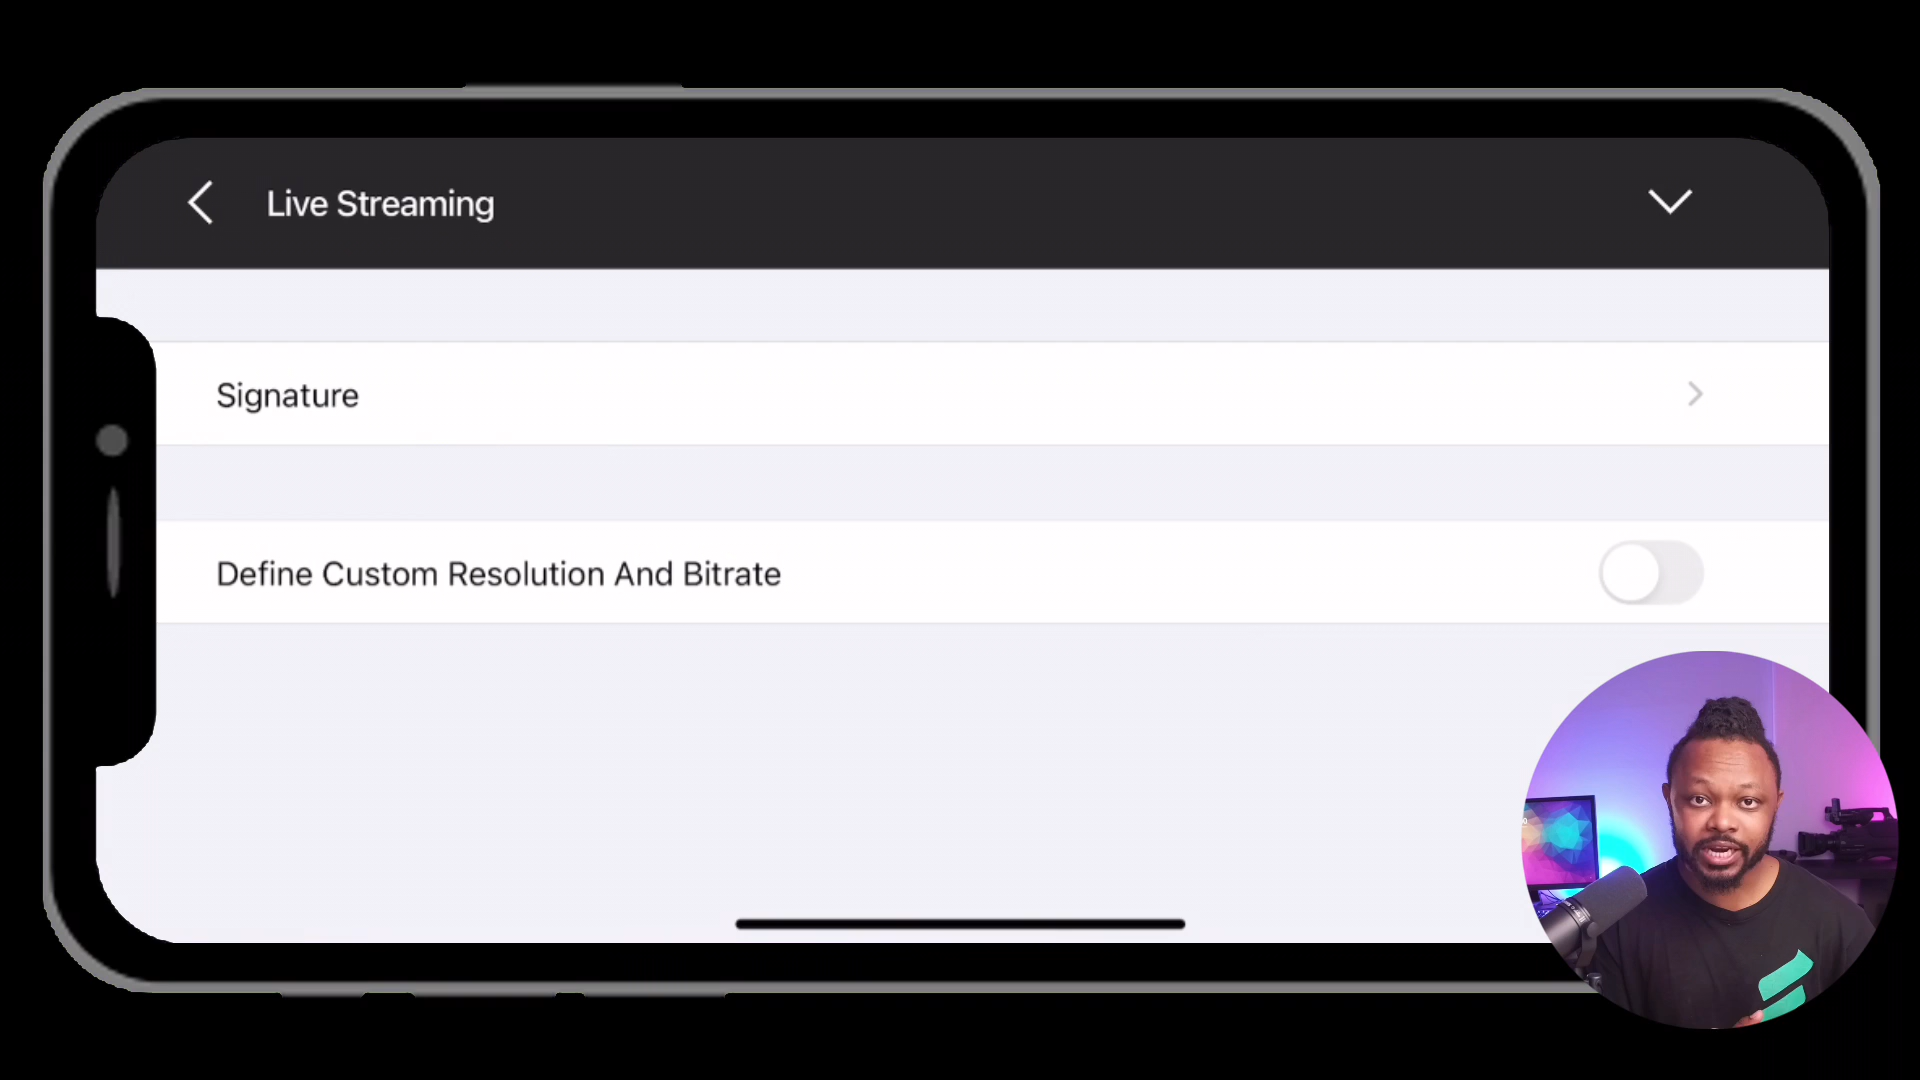 Live Streaming
Signature
Define Custom Resolution And Bitrate